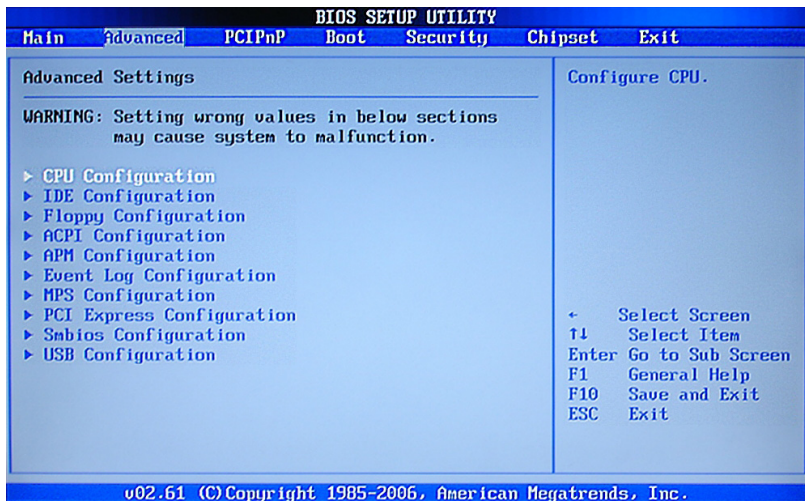 BIOS SETUP UTILITY
Main Advanced PCIPnP Boot Security Chipset Exit
Advanced Settings
WARNING: Setting wrong values in below sections
may cause system to malfunction.
► CPU Configuration
► IDE Configuration
► Floppy Configuration
► ACPI Configuration
► APM Configuration
► Event Log Configuration
► MPS Configuration
► PCI Express Configuration
► Smbios Configuration
► USB Configuration
Configure CPU.
← Select Screen
↑↓ Select Item
Enter Go to Sub Screen
F1 General Help
F10 Save and Exit
ESC Exit
v02.61 (C)Copyright 1985-2006, American Megatrends, Inc.